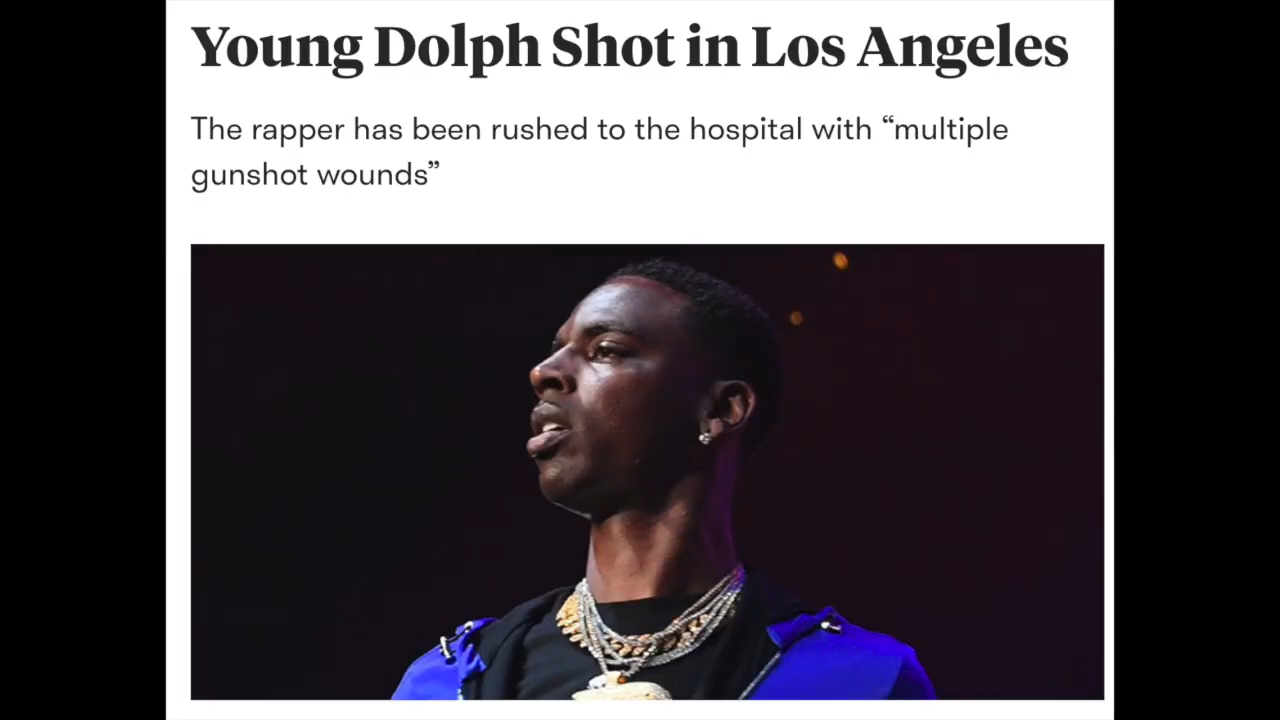 Young Dolph Shot in Los Angeles
The rapper has been rushed to the hospital with “multiple
gunshot wounds”